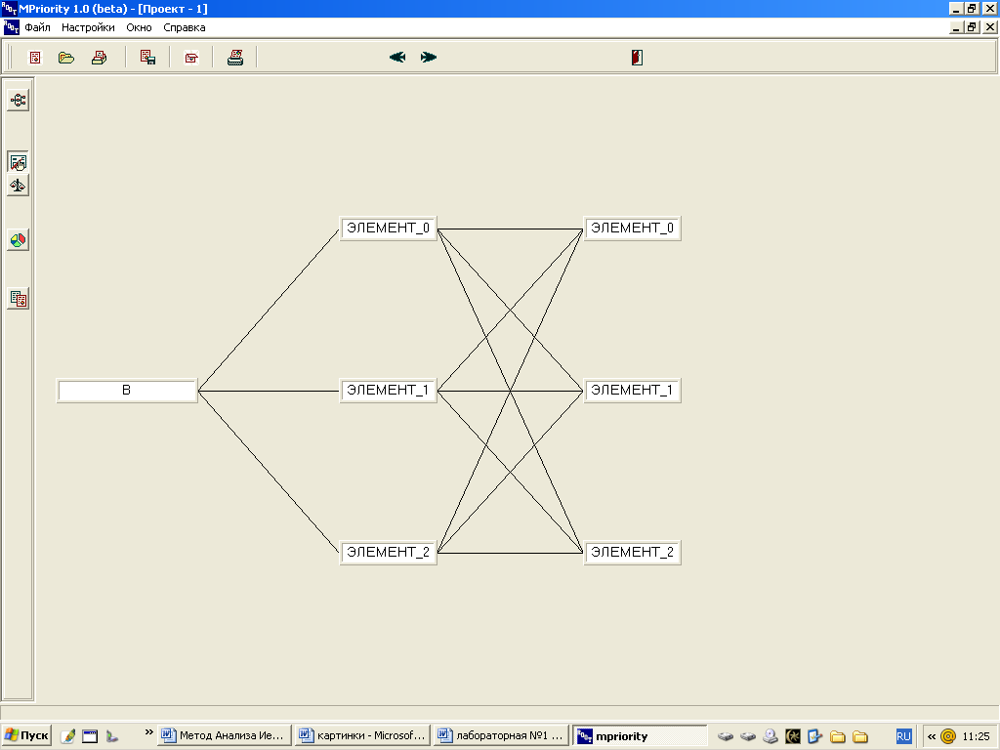 MPriority 1.0 (beta) - [Проект - 1]
Файл Настройки Окно Справка
ЭЛЕМЕНТ_0 ЭЛЕМЕНТ_0
В ЭЛЕМЕНТ_1 ЭЛЕМЕНТ_1
ЭЛЕМЕНТ_2 ЭЛЕМЕНТ_2
Пуск » Метод Анализа Ие... картинки - Microsof... лабораторная №1 ... mpriority RU « 11:25